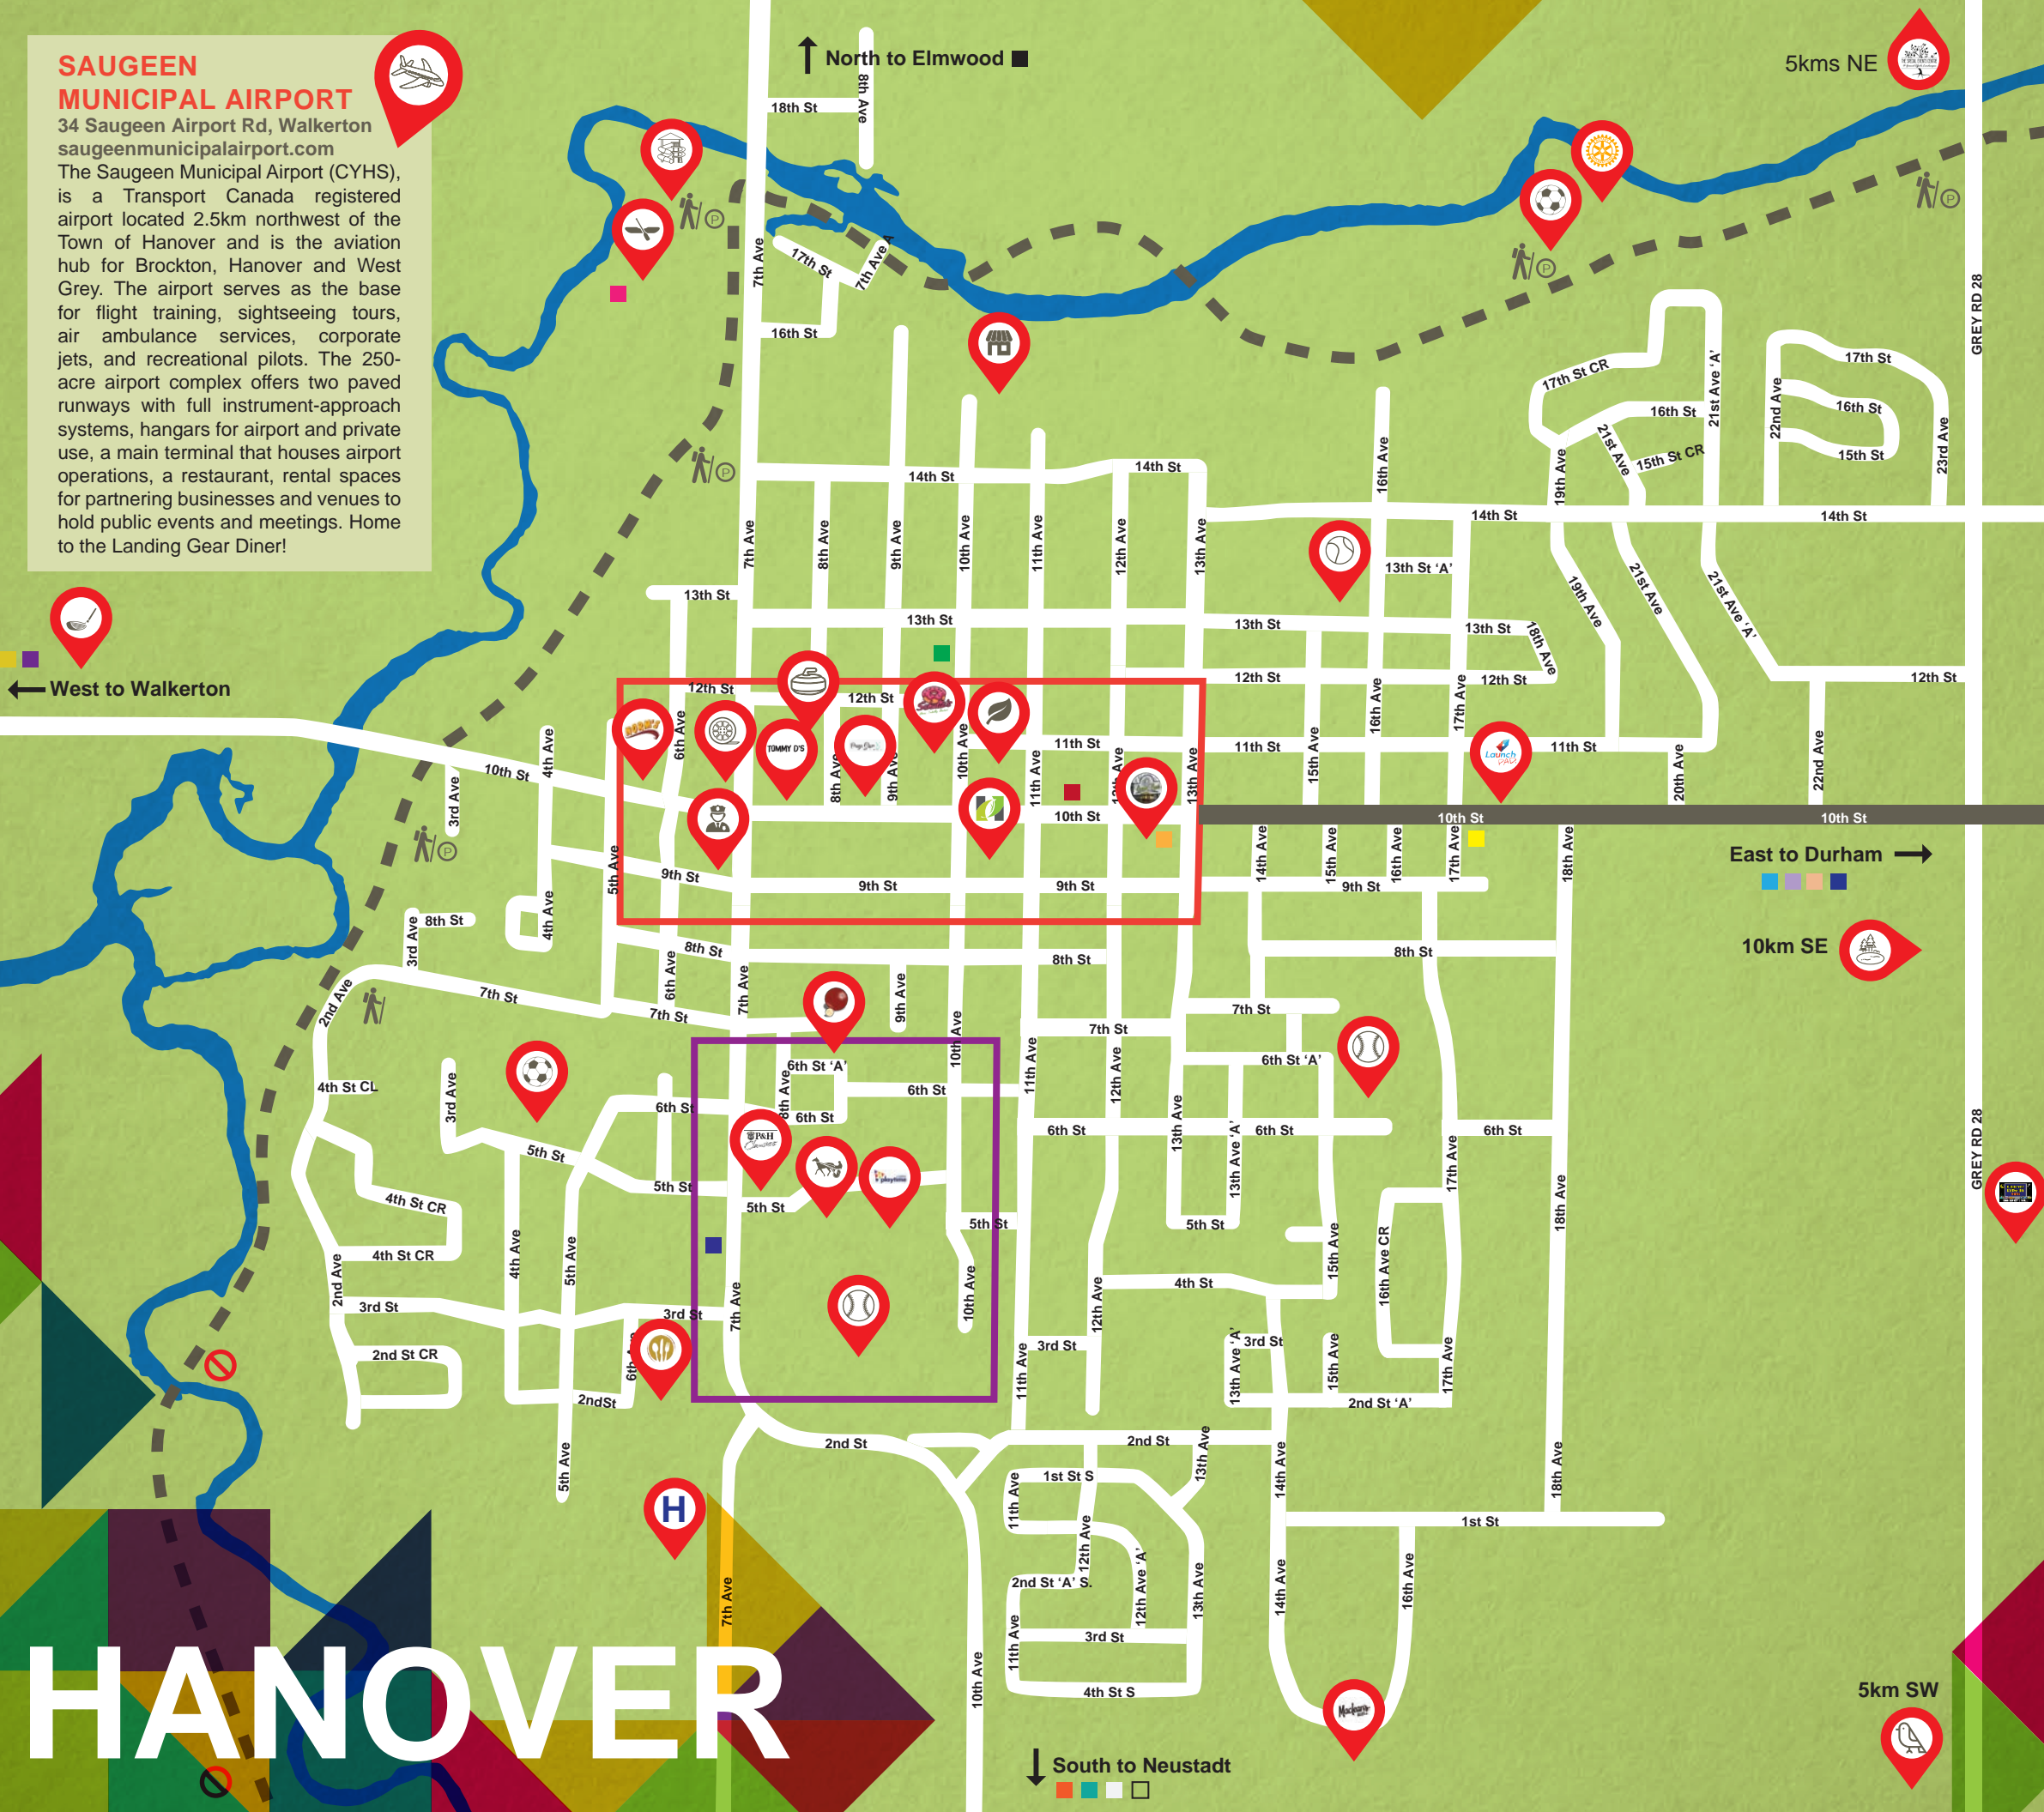 SAUGEEN
MUNICIPAL AIRPORT
34 Saugeen Airport Rd, Walkerton
saugeenmunicipalairport.com
The Saugeen Municipal Airport (CYHS),
is a Transport Canada registered
airport located 2.5km northwest of the
Town of Hanover and is the aviation
hub for Brockton, Hanover and West
Grey. The airport serves as the base
for flight training, sightseeing tours,
air ambulance services, corporate
jets, and recreational pilots. The 250-
acre airport complex offers two paved
runways with full instrument-approach
systems, hangars for airport and private
use, a main terminal that houses airport
operations, a restaurant, rental spaces
for partnering businesses and venues to
hold public events and meetings. Home
to the Landing Gear Diner!
North to Elmwood
5kms NE
8th Ave
18th St
P
P
P
7th Ave
17th St
7th Ave A
16th St
GREY RD 28
17th St CR
16th St
21st Ave 'A'
21st Ave
15th St CR
19th Ave
22nd Ave
17th St
16th St
15th St
23rd Ave
16th Ave
P
14th St
14th St
14th St
14th St
7th Ave
8th Ave
9th Ave
10th Ave
11th Ave
12th Ave
13th Ave
13th St 'A'
19th Ave
21st Ave
21st Ave 'A'
13th St
13th St
13th St
13th St
18th Ave
West to Walkerton
12th St
12th St
12th St
12th St
12th St
NORM'S
TOMMY D'S
6th Ave
8th Ave
9th Ave
10th Ave
11th St
11th Ave
12th Ave
13th Ave
11th St
15th Ave
16th Ave
17th Ave
Launch PAD
11th St
20th Ave
22nd Ave
10th St
4th Ave
3rd Ave
P
10th St
10th St
10th St
East to Durham
5th Ave
9th St
9th St
9th St
9th St
14th Ave
15th Ave
16th Ave
17th Ave
18th Ave
4th Ave
3rd Ave
8th St
8th St
8th St
8th St
10km SE
2nd Ave
7th St
7th St
6th Ave
7th Ave
9th Ave
10th Ave
7th St
7th St
6th St 'A'
11th Ave
12th Ave
4th St CL
3rd Ave
6th St
6th St 'A'
8th Ave
6th St
6th St
P&H
playtime
6th St
6th St
6th St
13th Ave
13th Ave 'A'
17th Ave
18th Ave
GREY RD 28
5th St
5th St
5th St
5th St
5th St
4th St CR
4th St CR
2nd Ave
4th Ave
5th Ave
3rd St
3rd St
7th Ave
10th Ave
4th St
12th Ave
15th Ave
16th Ave CR
2nd St CR
2ndSt
6th Ave
5th Ave
11th Ave
3rd St
3rd St
13th Ave 'A'
15th Ave
17th Ave
2nd St 'A'
2nd St
2nd St
13th Ave
14th Ave
18th Ave
H
1st St S
11th Ave
12th Ave
1st St
2nd St 'A' S.
12th Ave 'A'
13th Ave
14th Ave
16th Ave
7th Ave
11th Ave
3rd St
4th St S
10th Ave
Maclean's
5km SW
HANOVER
South to Neustadt